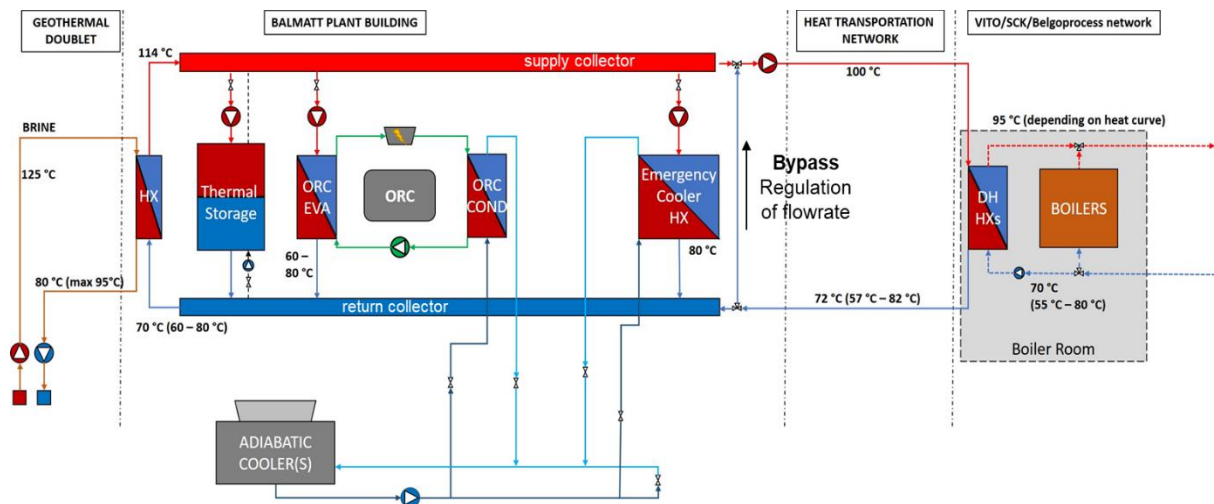 GEOTHERMAL
DOUBLET
BALMATT PLANT BUILDING
HEAT TRANSPORTATION
NETWORK
VITO/SCK/Belgoprocess network
114 °C
supply collector
100 °C
BRINE
125 °C
95 °C (depending on heat curve)
HX
Thermal
Storage
ORC
EVA
ORC
ORC
COND
Emergency
Cooler
HX
Bypass
Regulation
of flowrate
DH
HXs
BOILERS
60 –
80 °C
80 °C
80 °C (max 95°C)
70 °C
(55 °C – 80 °C)
return collector
72 °C (57 °C – 82 °C)
70 °C (60 – 80 °C)
Boiler Room
ADIABATIC
COOLER(S)